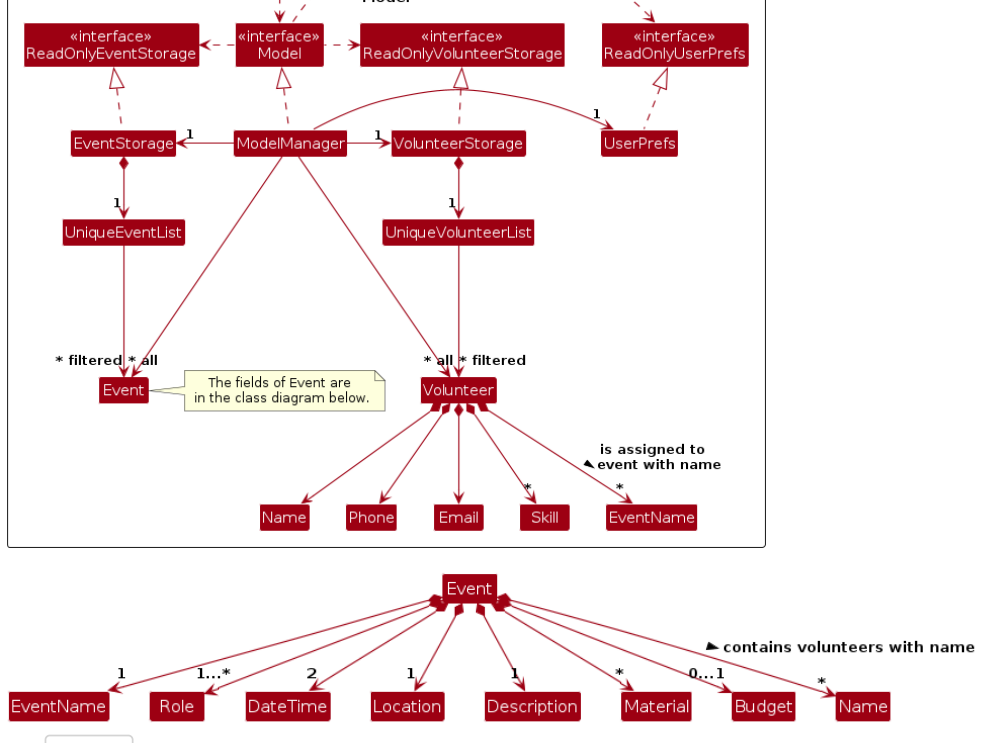 Model
«interface»
ReadOnlyEventStorage
«interface»
Model
«interface»
ReadOnlyVolunteerStorage
«interface»
ReadOnlyUserPrefs
1
EventStorage
1
ModelManager
1
VolunteerStorage
UserPrefs
1
1
UniqueEventList
UniqueVolunteerList
* filtered
* all
* all
* filtered
Event
The fields of Event are
in the class diagram below.
Volunteer
is assigned to
event with name
*
*
Name
Phone
Email
Skill
EventName
Event
contains volunteers with name
1
1...*
2
1
1
*
0...1
*
EventName
Role
DateTime
Location
Description
Material
Budget
Name